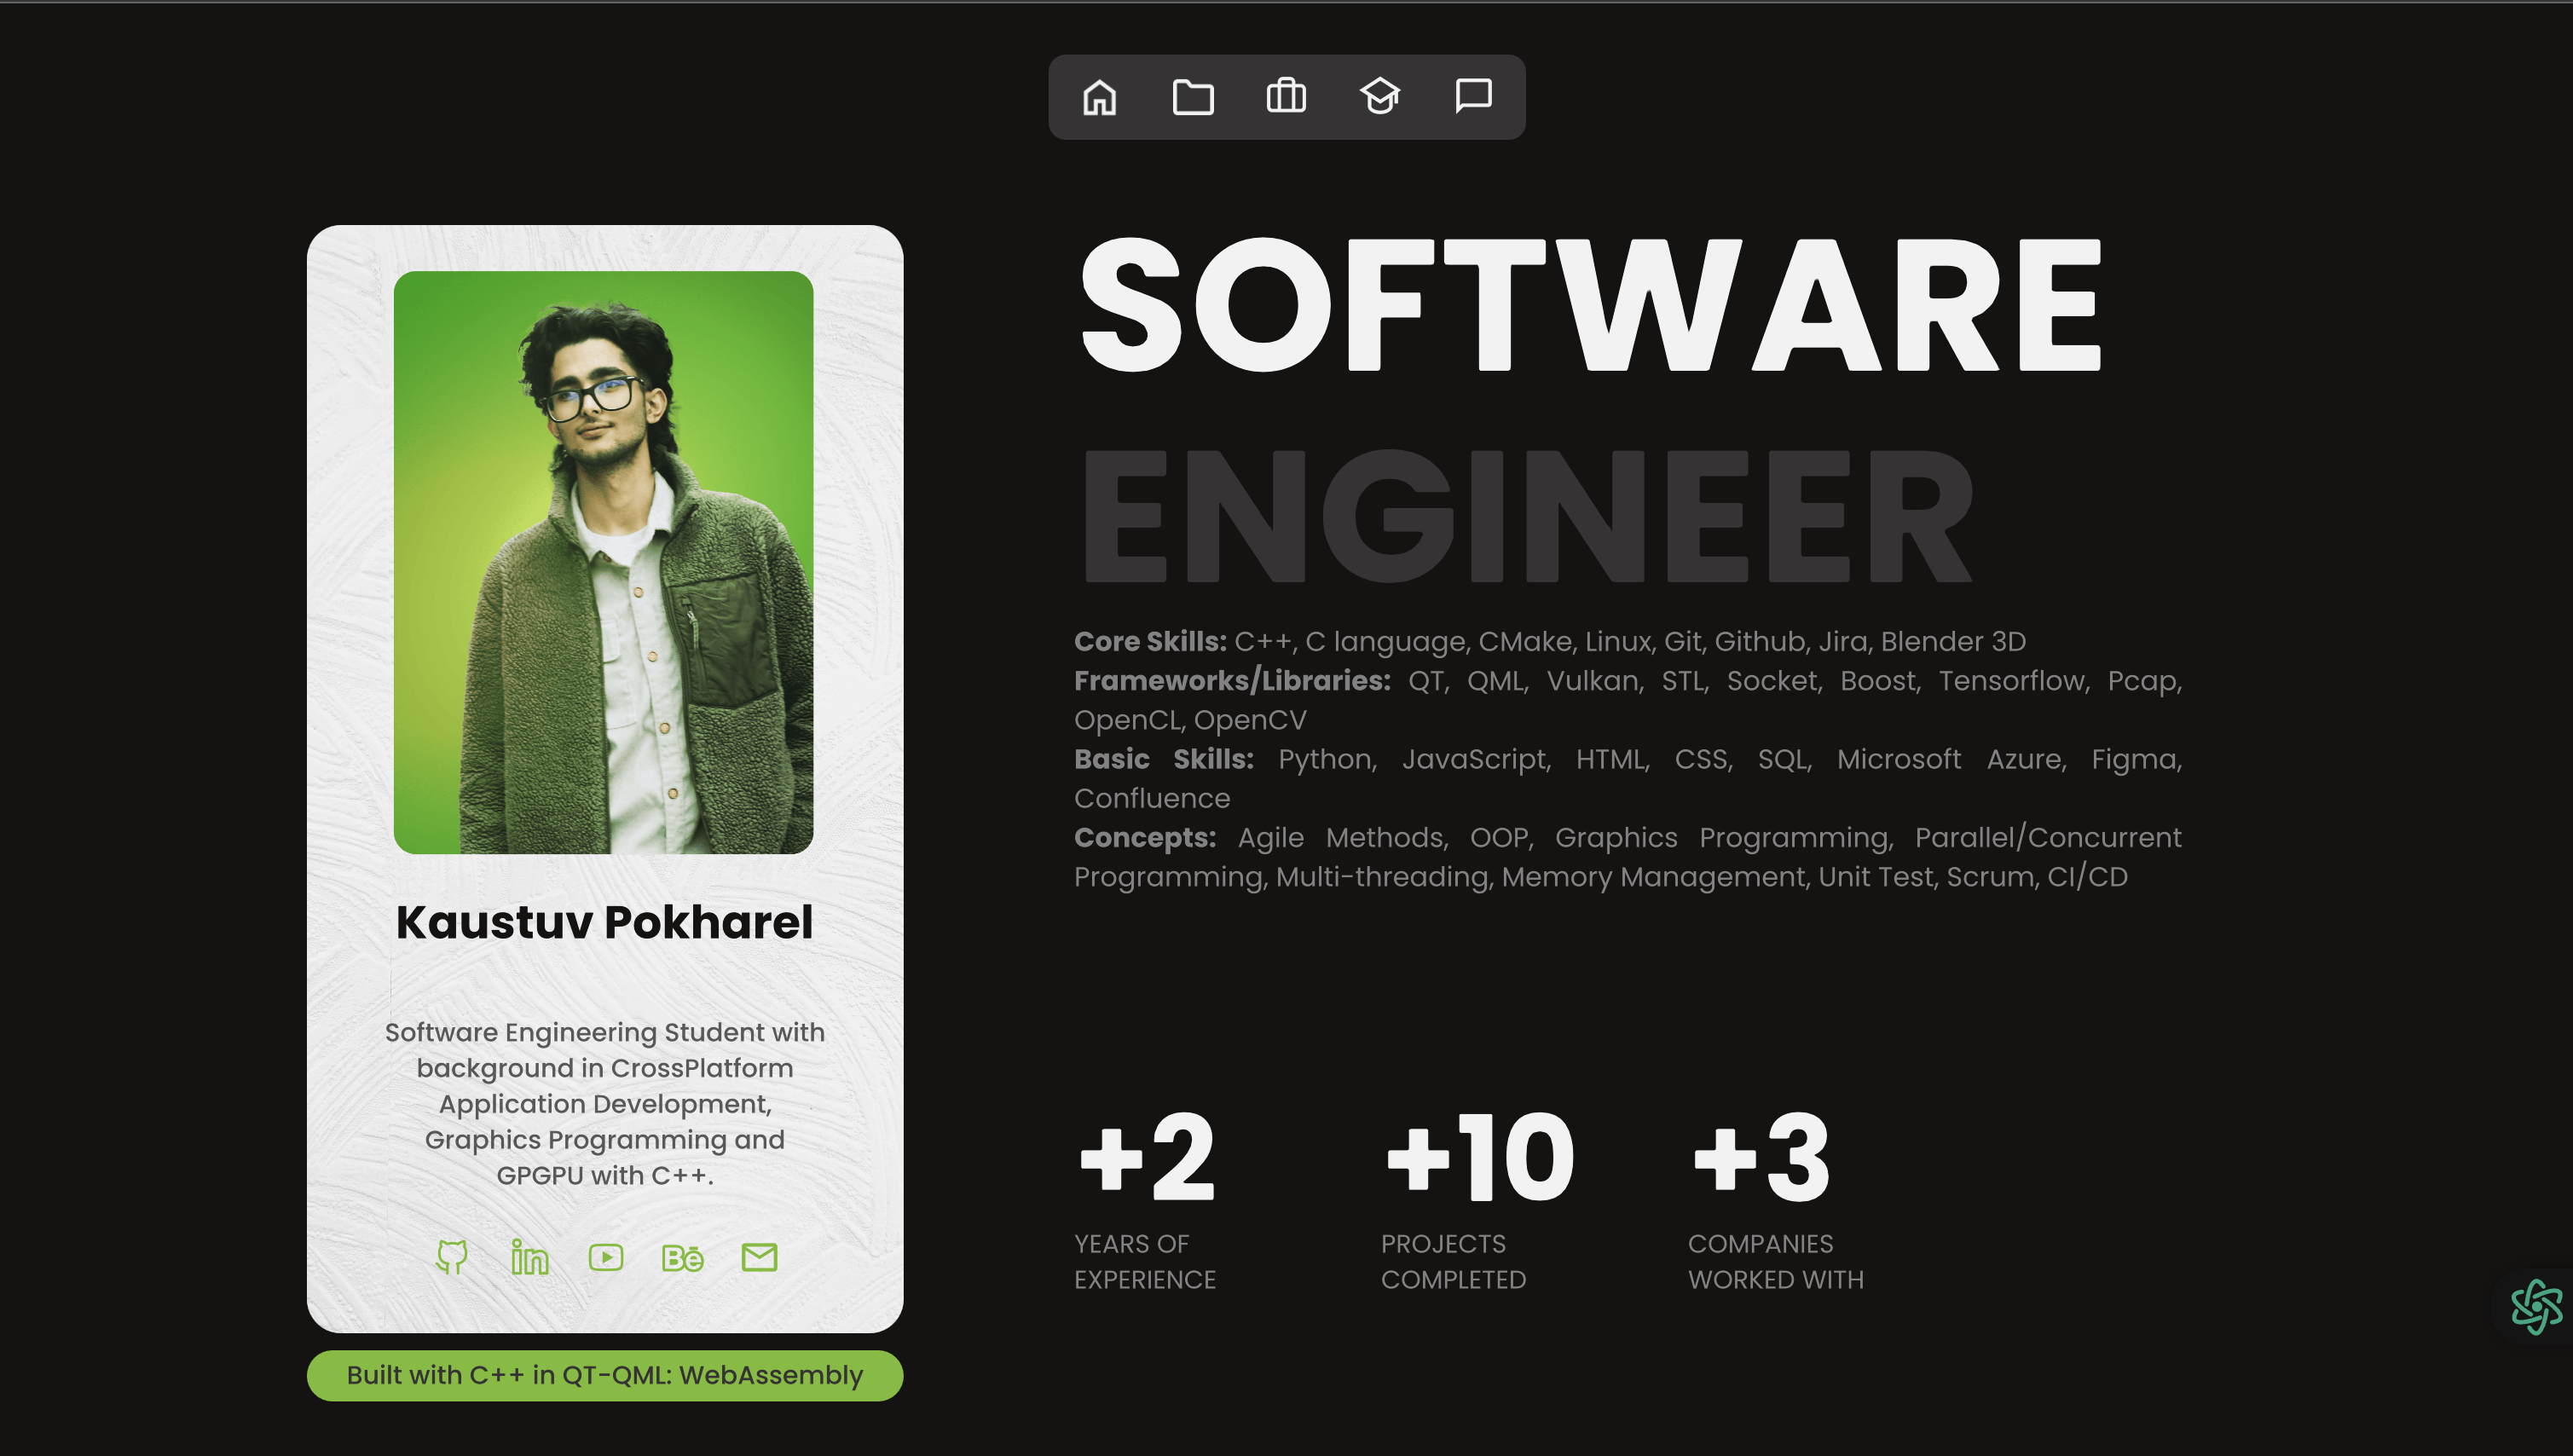 SOFTWARE
ENGINEER
Core Skills: C++, C language, CMake, Linux, Git, Github, Jira, Blender 3D
Frameworks/Libraries: QT, QML, Vulkan, STL, Socket, Boost, Tensorflow, Pcap,
OpenCL, OpenCV
Basic Skills: Python, JavaScript, HTML, CSS, SQL, Microsoft Azure, Figma,
Confluence
Concepts: Agile Methods, OOP, Graphics Programming, Parallel/Concurrent
Programming, Multi-threading, Memory Management, Unit Test, Scrum, CI/CD
Kaustuv Pokharel
Software Engineering Student with
background in CrossPlatform
Application Development,
Graphics Programming and
GPGPU with C++.
in
Bē
Built with C++ in QT-QML: WebAssembly
+2
YEARS OF
EXPERIENCE
+10
PROJECTS
COMPLETED
+3
COMPANIES
WORKED WITH